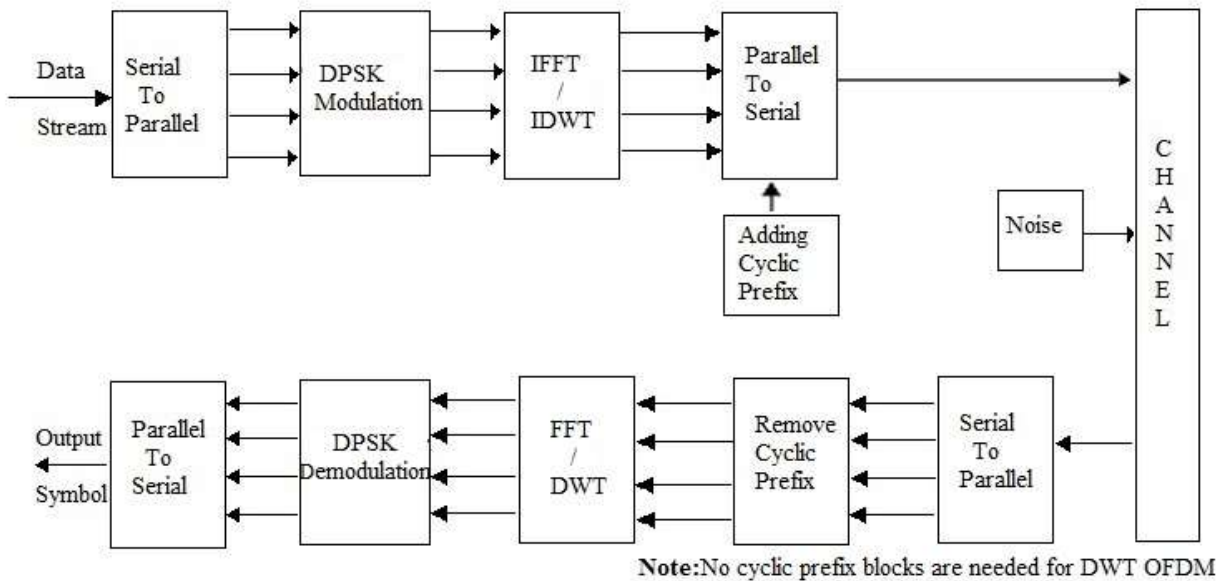 Data
Stream
Serial
To
Parallel
DPSK
Modulation
IFFT
/
IDWT
Parallel
To
Serial
Adding
Cyclic
Prefix
Noise
C
H
A
N
N
E
L
Output
Symbol
Parallel
To
Serial
DPSK
Demodulation
FFT
/
DWT
Remove
Cyclic
Prefix
Serial
To
Parallel
Note:No cyclic prefix blocks are needed for DWT OFDM